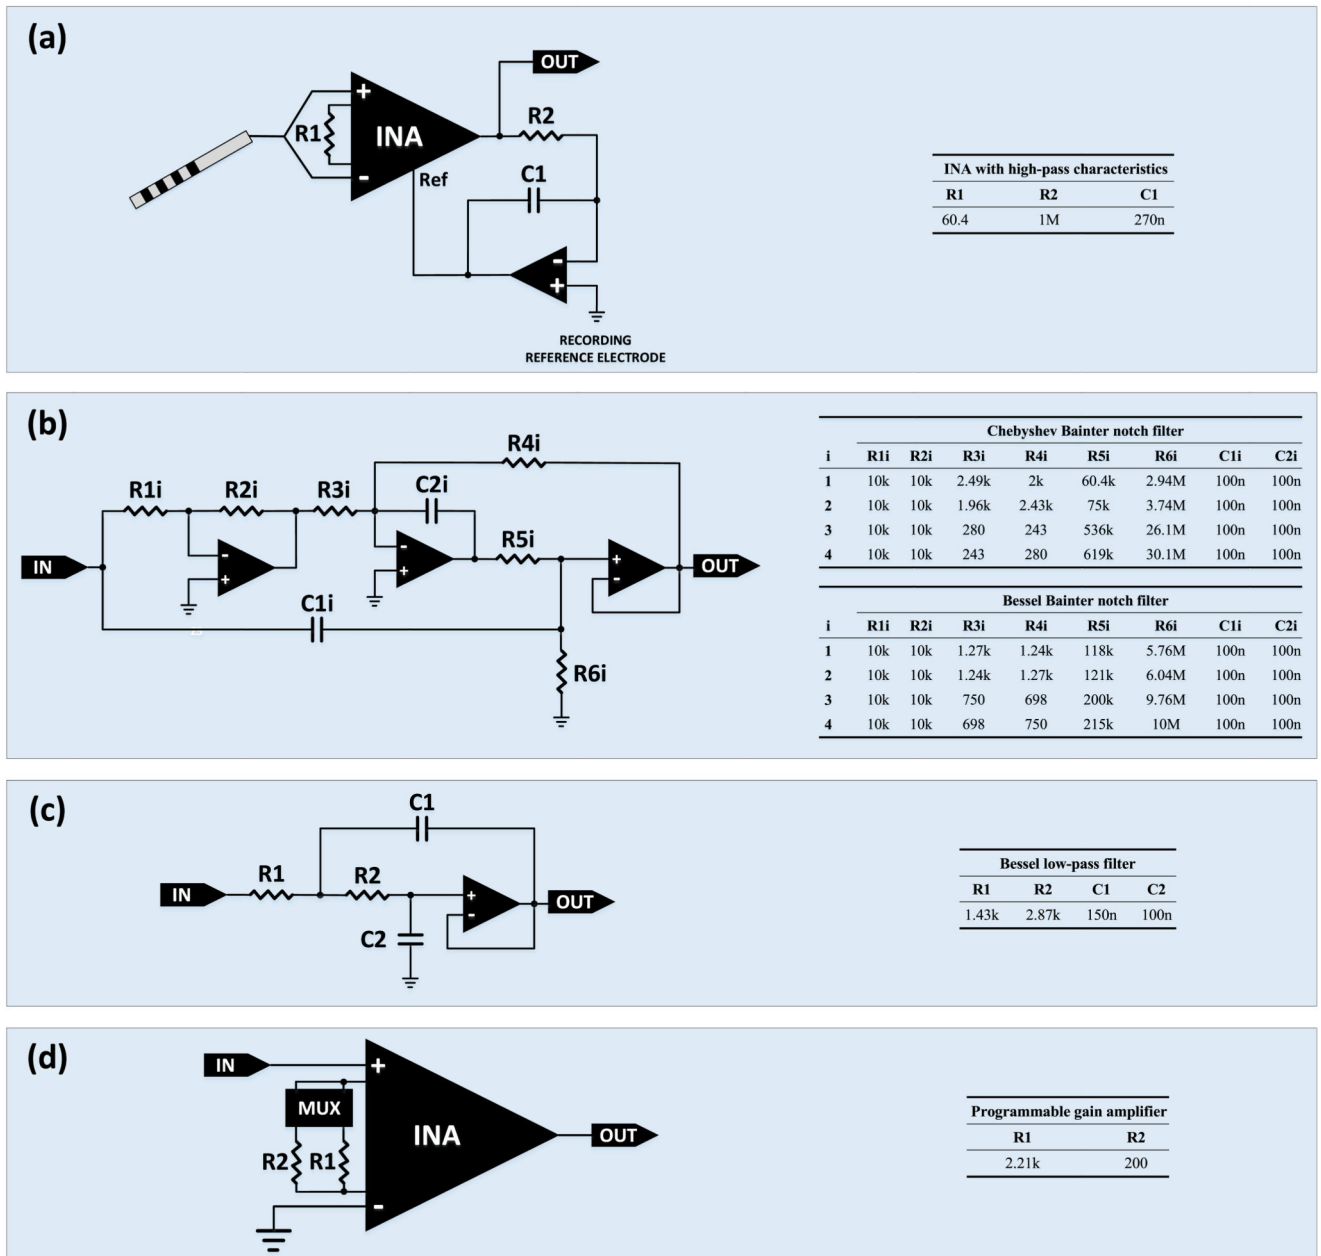 (a)
OUT
R2
+
R1
INA
-
Ref
C1
-
+
RECORDING
REFERENCE ELECTRODE
INA with high-pass characteristics
R1 R2 C1
60.4 1M 270n
(b)
R4i
R1i R2i R3i C2i
R5i
IN
-
+
-
+
+
-
OUT
C1i
R6i
Chebyshev Bainter notch filter
i R1i R2i R3i R4i R5i R6i C1i C2i
1 10k 10k 2.49k 2k 60.4k 2.94M 100n 100n
2 10k 10k 1.96k 2.43k 75k 3.74M 100n 100n
3 10k 10k 280 243 536k 26.1M 100n 100n
4 10k 10k 243 280 619k 30.1M 100n 100n
Bessel Bainter notch filter
i R1i R2i R3i R4i R5i R6i C1i C2i
1 10k 10k 1.27k 1.24k 118k 5.76M 100n 100n
2 10k 10k 1.24k 1.27k 121k 6.04M 100n 100n
3 10k 10k 750 698 200k 9.76M 100n 100n
4 10k 10k 698 750 215k 10M 100n 100n
(c)
C1
R1 R2
IN
+
-
OUT
C2
Bessel low-pass filter
R1 R2 C1 C2
1.43k 2.87k 150n 100n
(d)
IN
+
MUX
INA
OUT
R2 R1
-
Programmable gain amplifier
R1 R2
2.21k 200